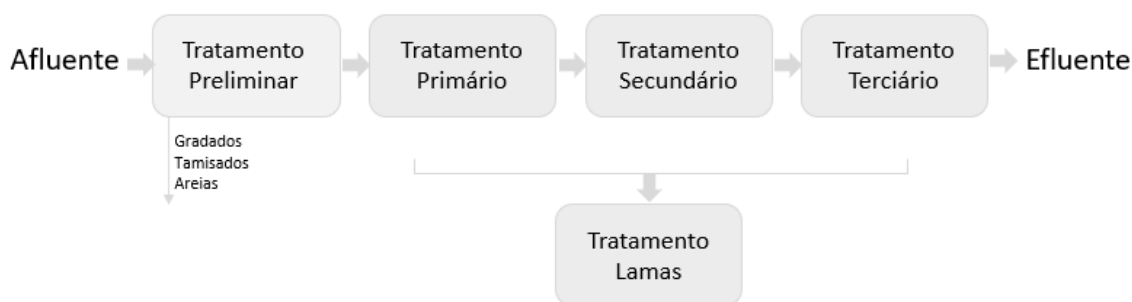 Afluente
Tratamento
Preliminar
Tratamento
Primário
Tratamento
Secundário
Tratamento
Terciário
Efluente
Gradados
Tamisados
Areias
Tratamento
Lamas